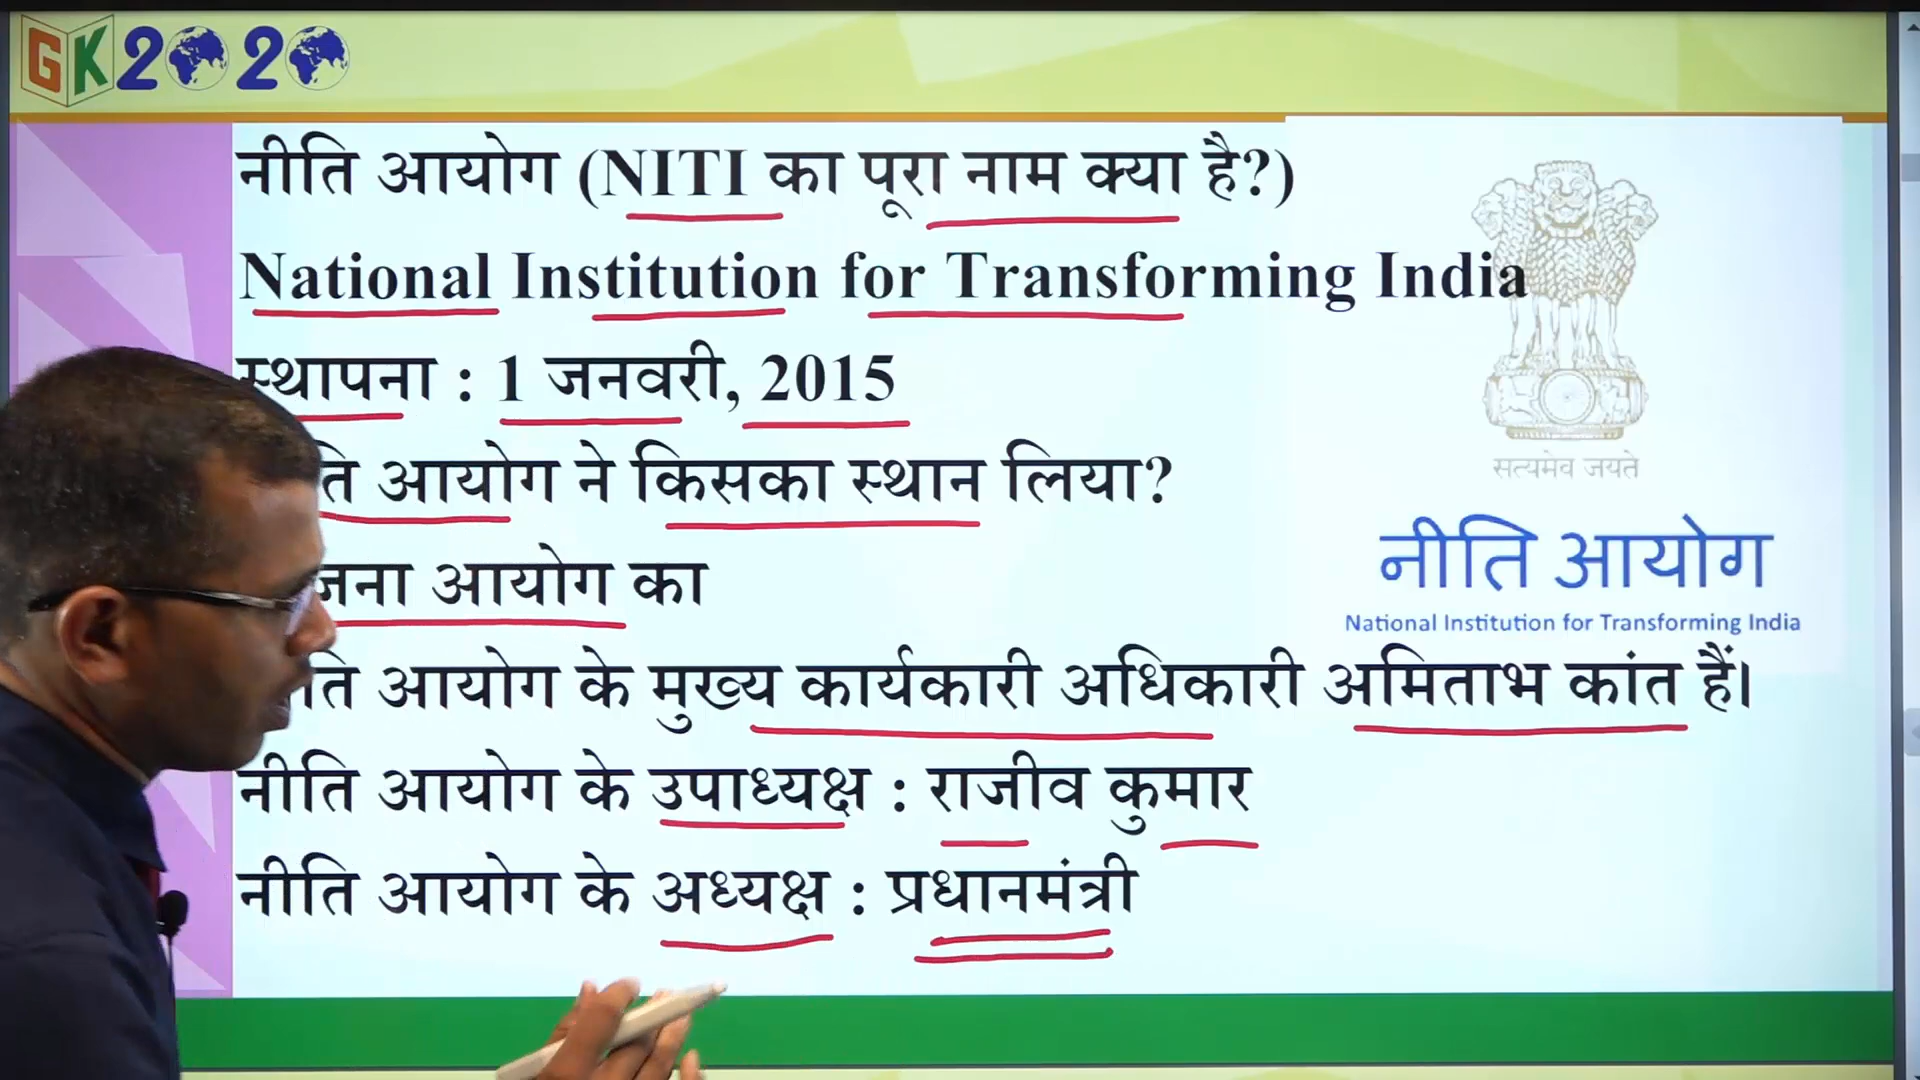 GK2020
नीति आयोग (NITI का पूरा नाम क्या है?)
National Institution for Transforming India
स्थापना : 1 जनवरी, 2015
आयोग ने किसका स्थान लिया?
आयोग का
आयोग के मुख्य कार्यकारी अधिकारी अमिताभ कांत हैं।
नीति आयोग के उपाध्यक्ष : राजीव कुमार
नीति आयोग के अध्यक्ष : प्रधानमंत्री
सत्यमेव जयते
नीति आयोग
National Institution for Transforming India